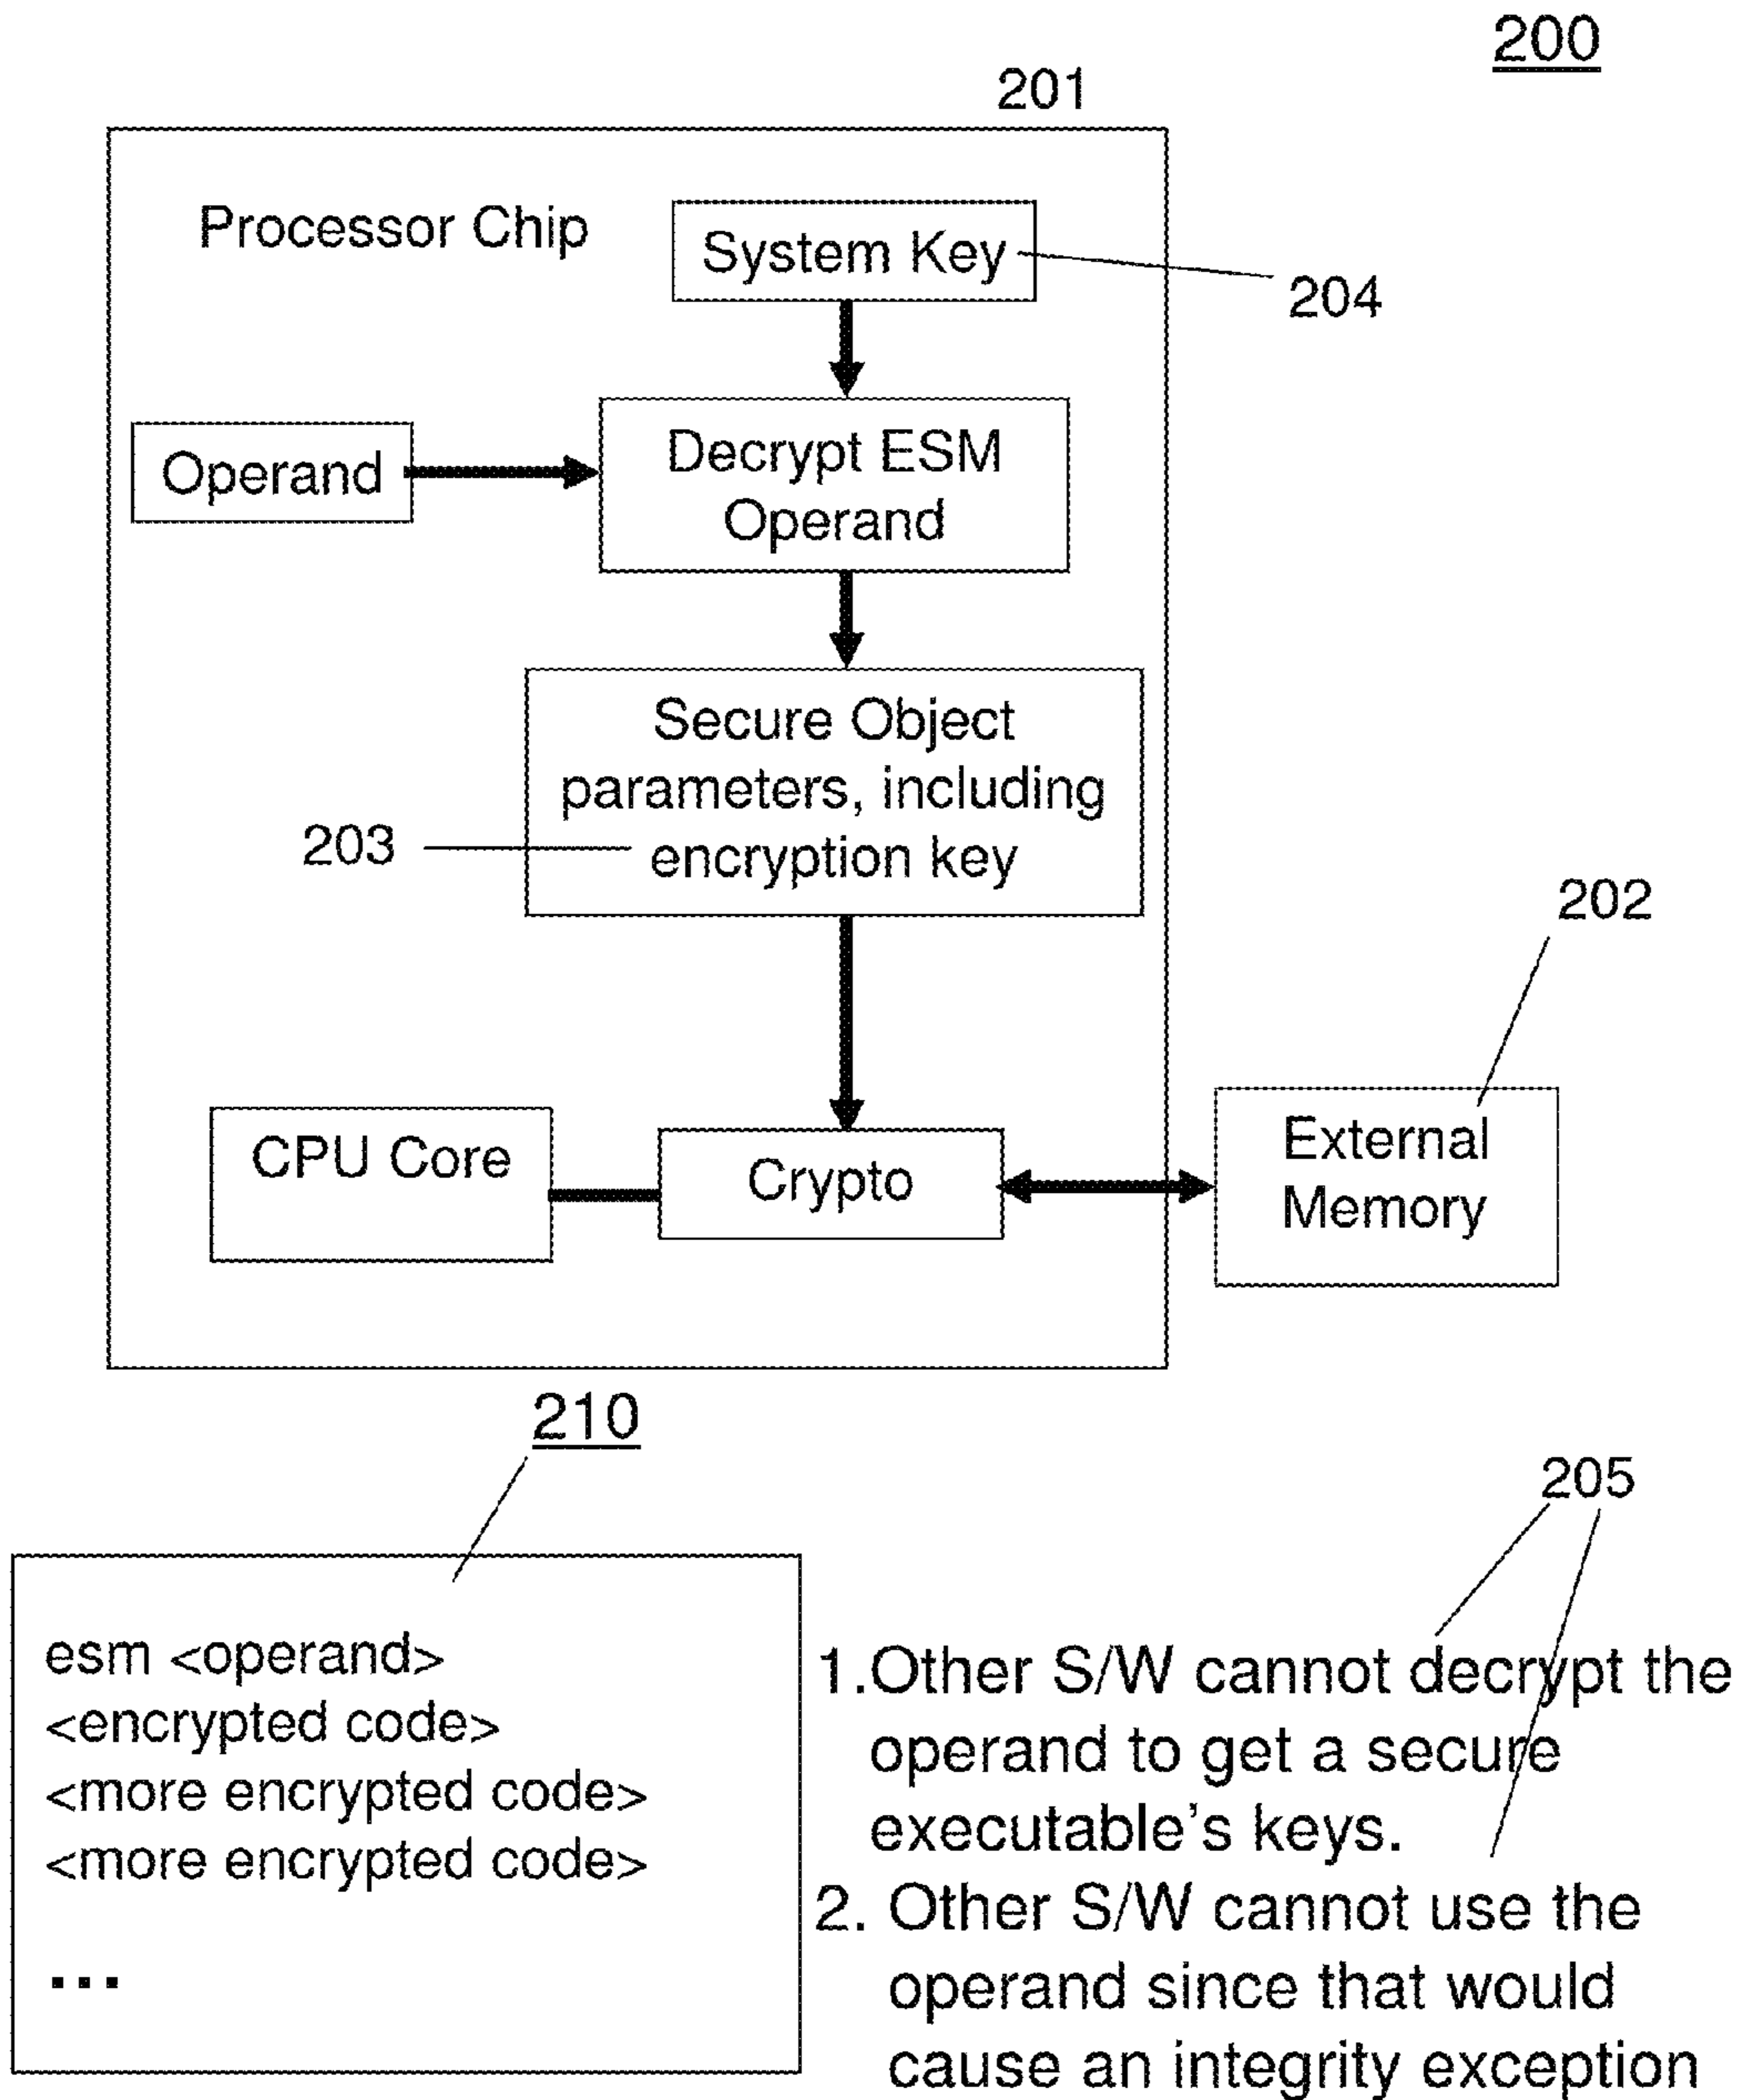 200
201
Processor Chip
System Key
204
Operand
Decrypt ESM
Operand
Secure Object
parameters, including
encryption key
203
202
CPU Core
Crypto
External
Memory
210
205
esm <operand>
<encrypted code>
<more encrypted code>
<more encrypted code>
...
1.Other S/W cannot decrypt the
operand to get a secure
executable's keys.
2. Other S/W cannot use the
operand since that would
cause an integrity exception